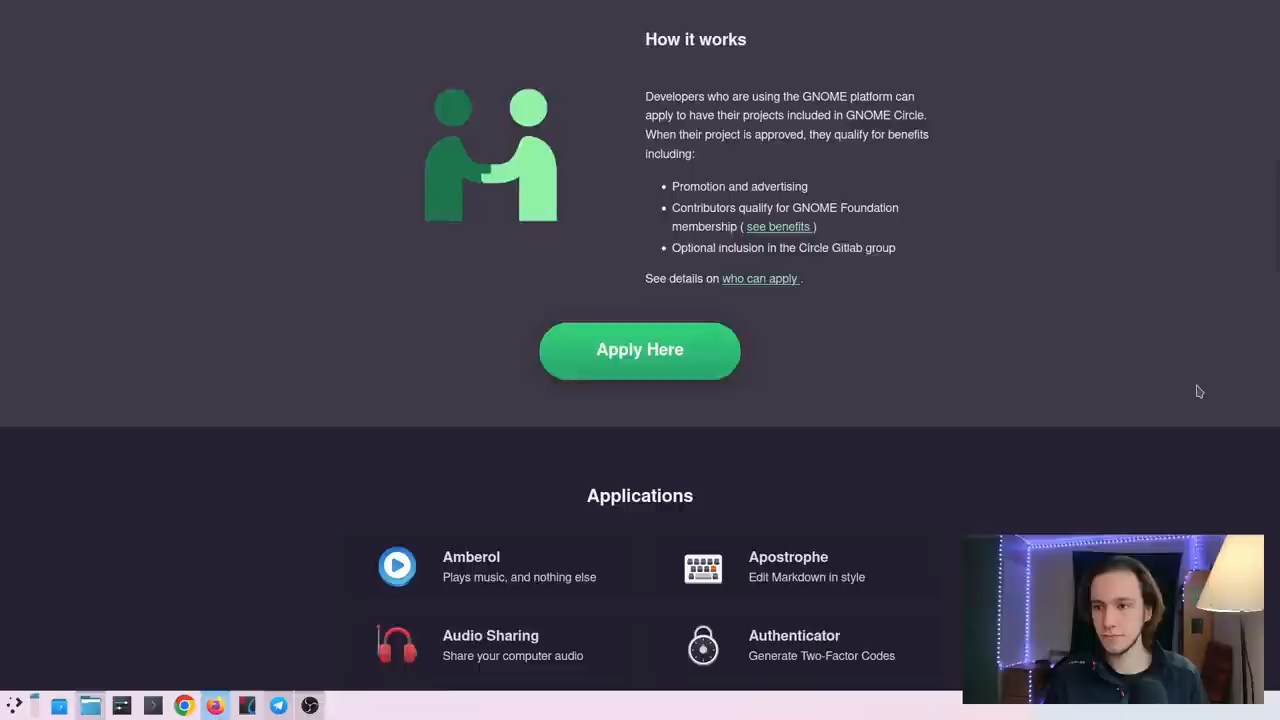 How it works
Developers who are using the GNOME platform can
apply to have their projects included in GNOME Circle.
When their project is approved, they qualify for benefits
including:
• Promotion and advertising
• Contributors qualify for GNOME Foundation
membership ( see benefits )
• Optional inclusion in the Circle Gitlab group
See details on who can apply .
Apply Here
Applications
Amberol
Plays music, and nothing else
Apostrophe
Edit Markdown in style
Audio Sharing
Share your computer audio
Authenticator
Generate Two-Factor Codes